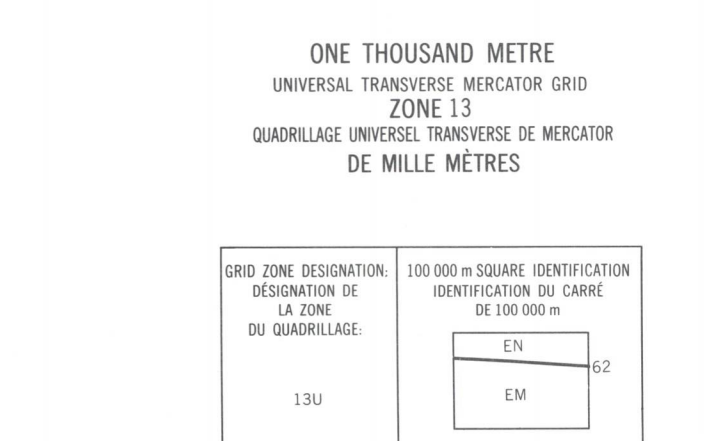 ONE THOUSAND METRE
UNIVERSAL TRANSVERSE MERCATOR GRID
ZONE 13
QUADRILLAGE UNIVERSEL TRANSVERSE DE MERCATOR
DE MILLE MÈTRES
GRID ZONE DESIGNATION:
DÉSIGNATION DE
LA ZONE
DU QUADRILLAGE:
13U
100 000 m SQUARE IDENTIFICATION
IDENTIFICATION DU CARRÉ
DE 100 000 m
EN
62
EM